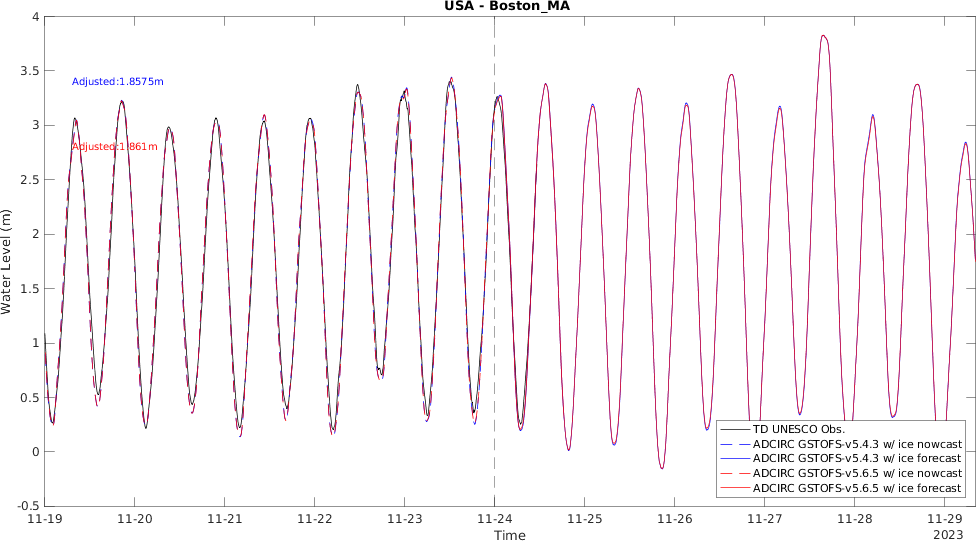 USA - Boston_MA
4
3.5
3
2.5
2
1.5
1
0.5
0
-0.5
Water Level (m)
Adjusted:1.8575m
Adjusted:1.861m
TD UNESCO Obs.
ADCIRC GSTOFS-v5.4.3 w/ ice nowcast
ADCIRC GSTOFS-v5.4.3 w/ ice forecast
ADCIRC GSTOFS-v5.6.5 w/ ice nowcast
ADCIRC GSTOFS-v5.6.5 w/ ice forecast
11-19 11-20 11-21 11-22 11-23 11-24 11-25 11-26 11-27 11-28 11-29
Time
2023